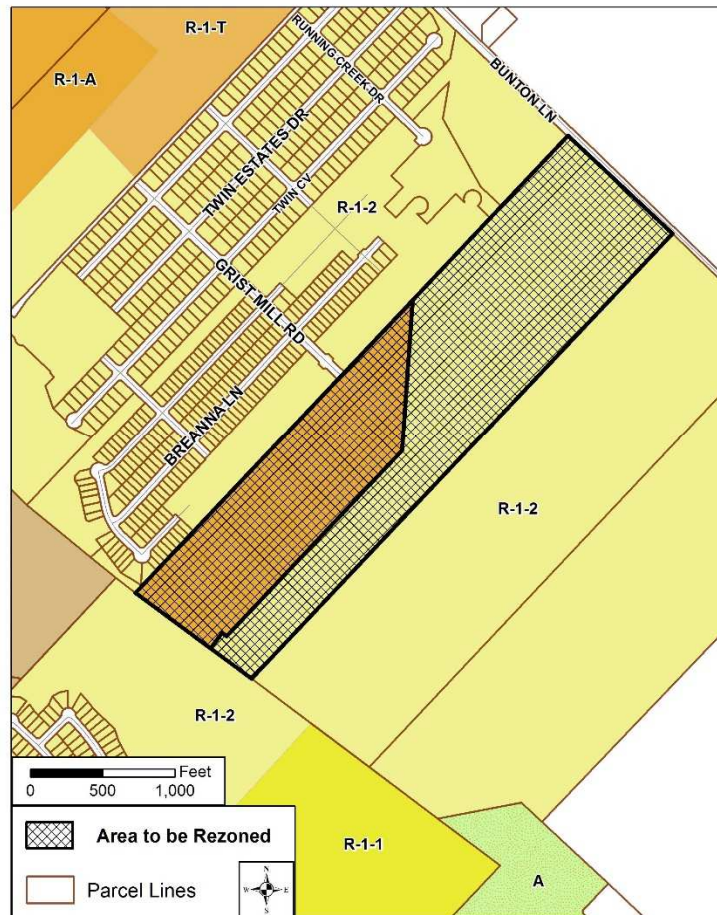 R-1-T
R-1-A
RUNNING CREEK DR
BUNTON LN
TWIN ESTATES DR
TWIN CV
R-1-2
GRIST MILL RD
BREANNA LN
R-1-2
R-1-2
Feet
0 500 1,000
Area to be Rezoned
R-1-1
Parcel Lines
N
W E
S
A